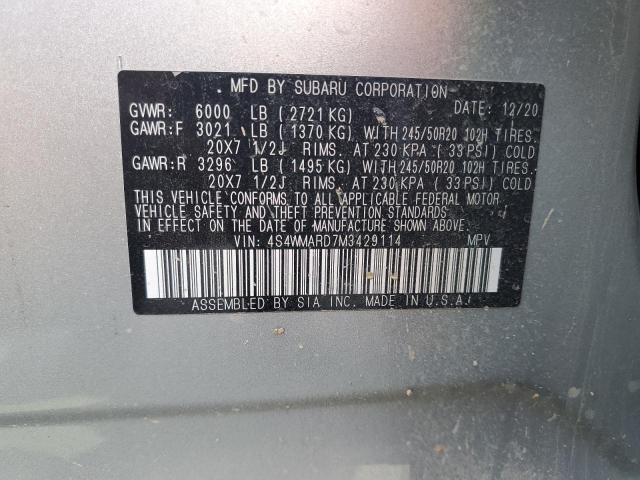 MFD BY SUBARU CORPORATION
GVWR: 6000 LB ( 2721 KG) DATE: 12/20
GAWR:F 3021 LB ( 1370 KG) WITH 245/50R20 102H TIRES.
20X7 1/2J RIMS. AT 230 KPA ( 33 PSI) COLD
GAWR:R 3296 LB ( 1495 KG) WITH 245/50R20 102H TIRES.
20X7 1/2J RIMS. AT 230 KPA ( 33 PSI) COLD
THIS VEHICLE CONFORMS TO ALL APPLICABLE FEDERAL MOTOR
VEHICLE SAFETY AND THEFT PREVENTION STANDARDS
IN EFFECT ON THE DATE OF MANUFACTURE SHOWN ABOVE.
VIN: 4S4WMARD7M3429114 MPV
ASSEMBLED BY SIA INC. MADE IN U.S.A.